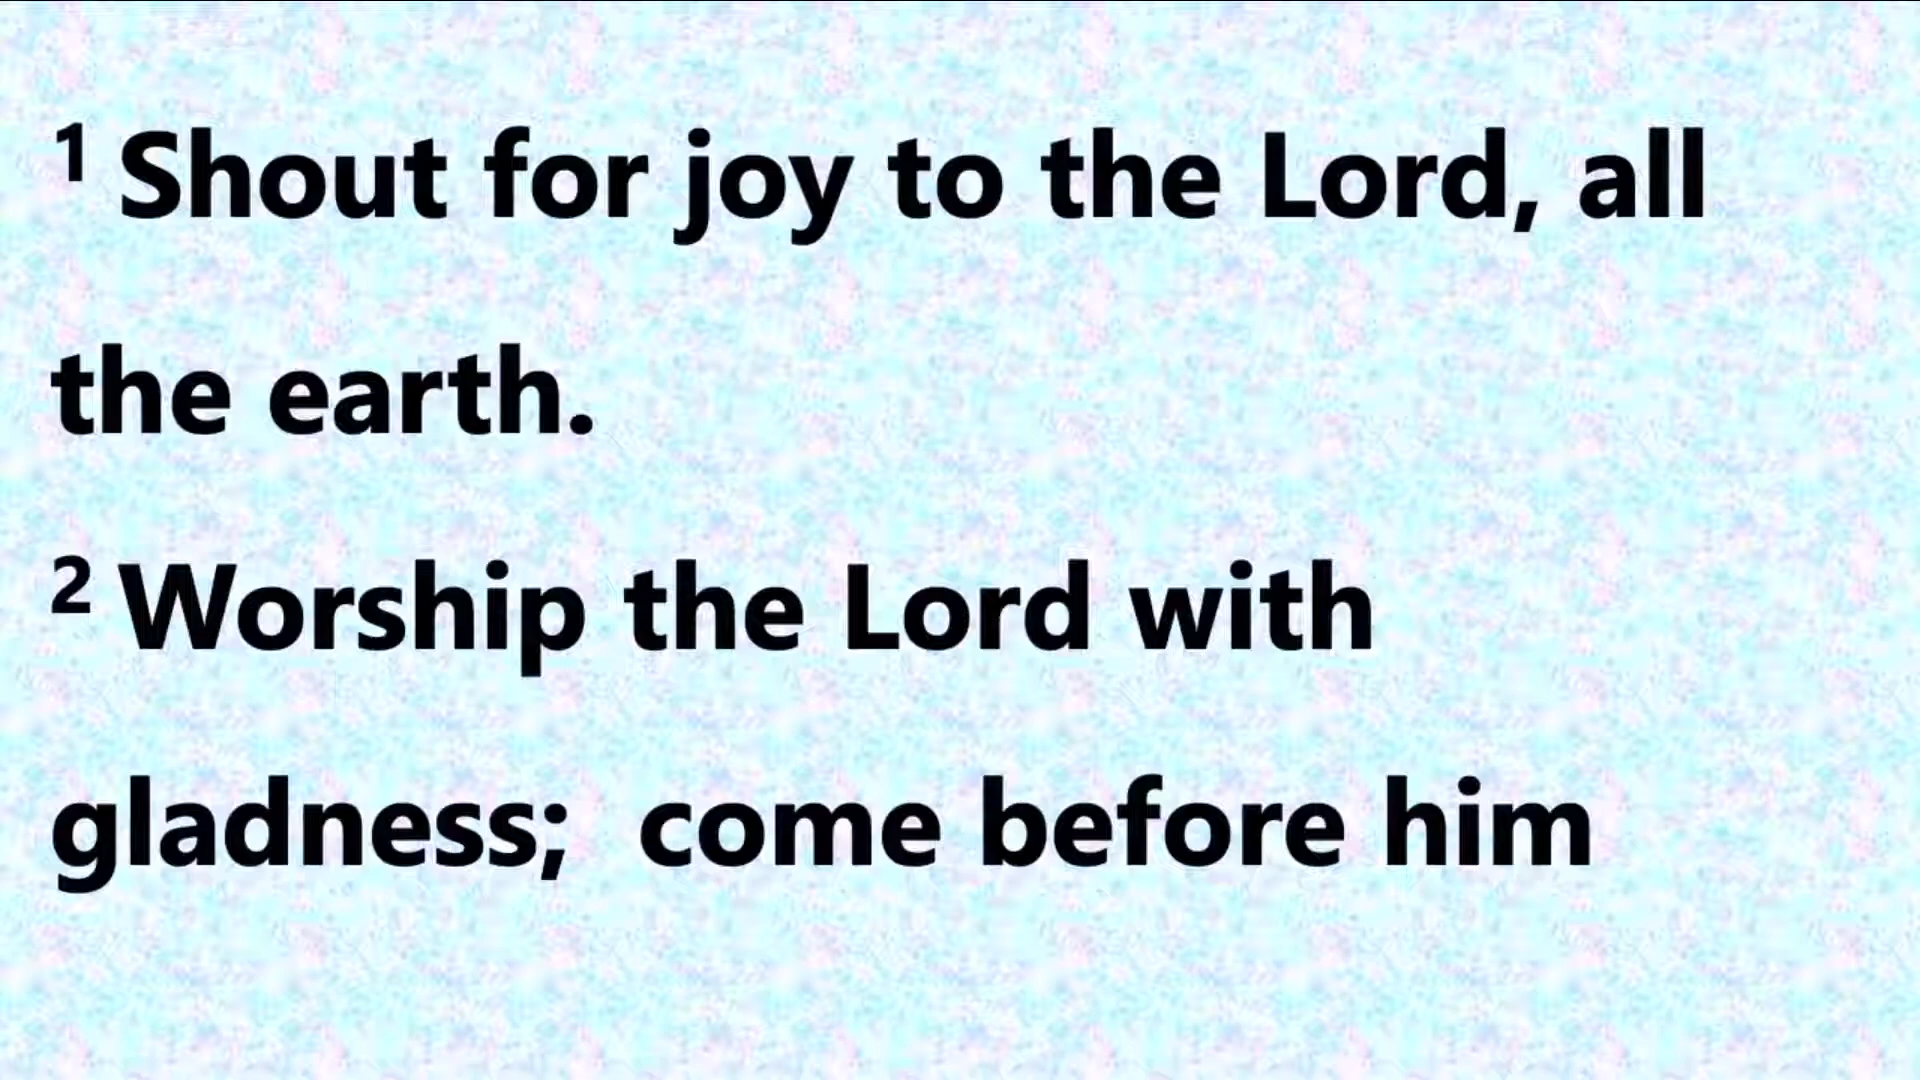 1 Shout for joy to the Lord, all
the earth.
2 Worship the Lord with
gladness;  come before him